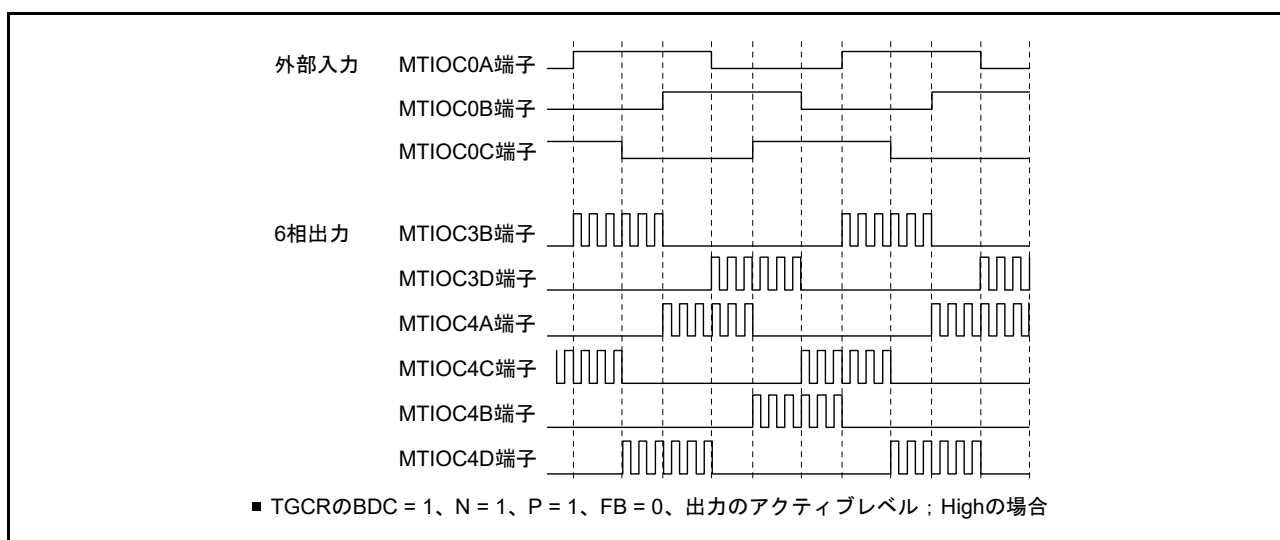 外部入力 MTIOC0A端子
MTIOC0B端子
MTIOC0C端子
6相出力 MTIOC3B端子
MTIOC3D端子
MTIOC4A端子
MTIOC4C端子
MTIOC4B端子
MTIOC4D端子
■ TGCRのBDC = 1、N = 1、P = 1、FB = 0、出力のアクティブレベル；Highの場合